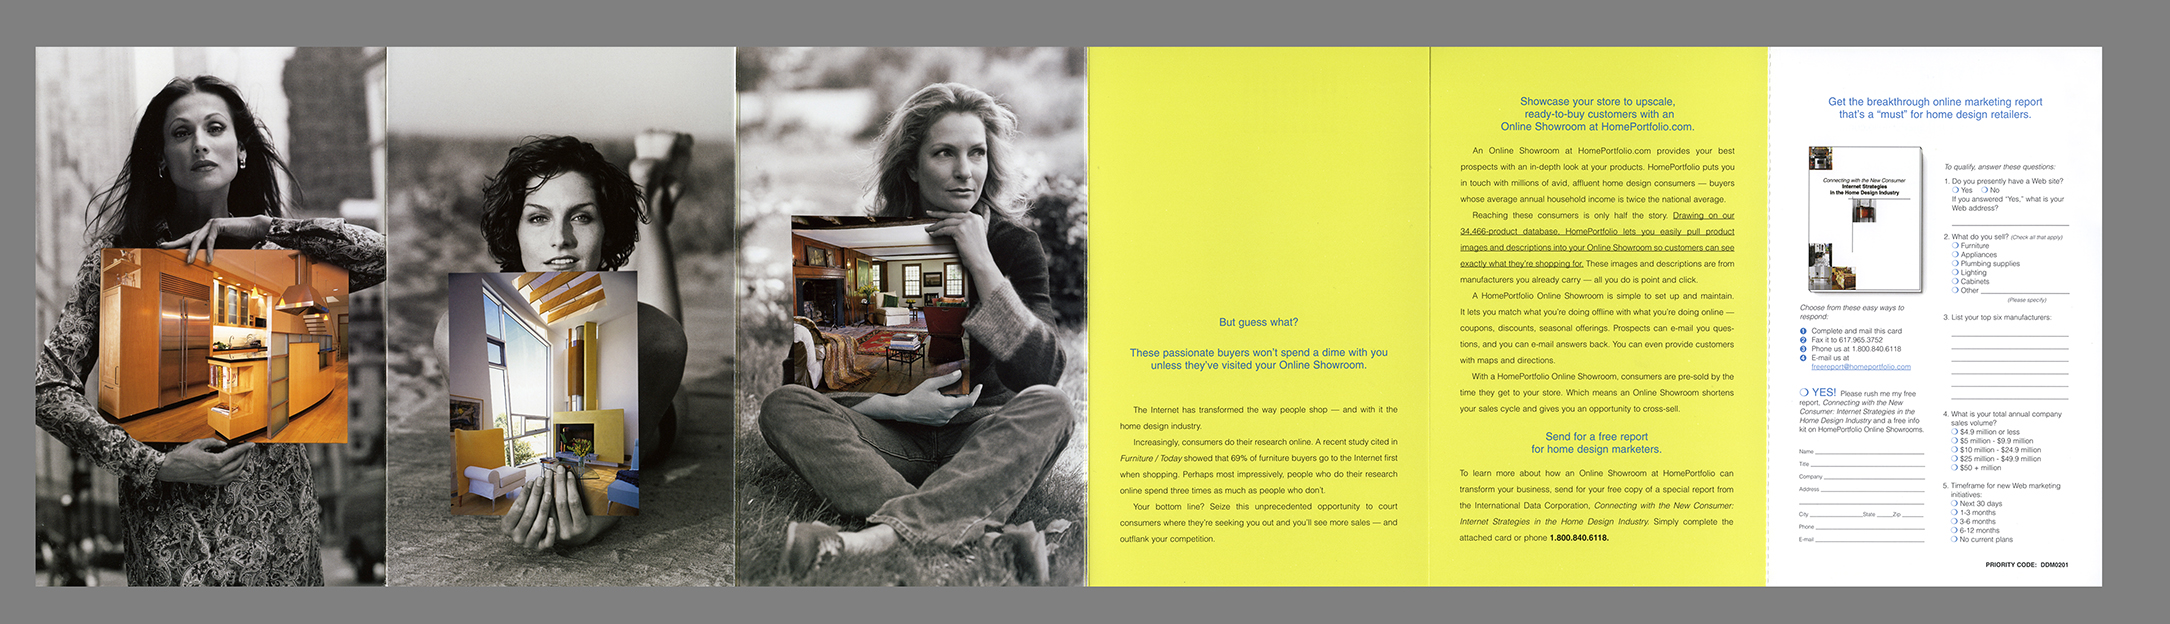 But guess what?
These passionate buyers won't spend a dime with you
unless they've visited your Online Showroom.
The Internet has transformed the way people shop — and with it the
home design industry.
Increasingly, consumers do their research online. A recent study cited in
Furniture / Today showed that 69% of furniture buyers go to the Internet first
when shopping. Perhaps most impressively, people who do their research
online spend three times as much as people who don't.
Your bottom line? Seize this unprecedented opportunity to court
consumers where they're seeking you out and you'll see more sales — and
outflank your competition.
Showcase your store to upscale,
ready-to-buy customers with an
Online Showroom at HomePortfolio.com.
An Online Showroom at HomePortfolio.com provides your best
prospects with an in-depth look at your products. HomePortfolio puts you
in touch with millions of avid, affluent home design consumers — buyers
whose average annual household income is twice the national average.
Reaching these consumers is only half the story. Drawing on our
34,466-product database, HomePortfolio lets you easily pull product
images and descriptions into your Online Showroom so customers can see
exactly what they're shopping for. These images and descriptions are from
manufacturers you already carry — all you do is point and click.
A HomePortfolio Online Showroom is simple to set up and maintain.
It lets you match what you're doing offline with what you're doing online —
coupons, discounts, seasonal offerings. Prospects can e-mail you ques-
tions, and you can e-mail answers back. You can even provide customers
with maps and directions.
With a HomePortfolio Online Showroom, consumers are pre-sold by the
time they get to your store. Which means an Online Showroom shortens
your sales cycle and gives you an opportunity to cross-sell.
Send for a free report
for home design marketers.
To learn more about how an Online Showroom at HomePortfolio can
transform your business, send for your free copy of a special report from
the International Data Corporation, Connecting with the New Consumer:
Internet Strategies in the Home Design Industry. Simply complete the
attached card or phone 1.800.840.6118.
Get the breakthrough online marketing report
that's a “must” for home design retailers.
Connecting with the New Consumer
Internet Strategies
in the Home Design Industry
Choose from these easy ways to
respond:
1 Complete and mail this card
2 Fax it to 617.965.3752
3 Phone us at 1.800.840.6118
4 E-mail us at
freereport@homeportfolio.com
YES! Please rush me my free
report, Connecting with the New
Consumer: Internet Strategies in the
Home Design Industry and a free info
kit on HomePortfolio Online Showrooms.
Name
Title
Company
Address
City State Zip
Phone
E-mail
To qualify, answer these questions:
1. Do you presently have a Web site?
Yes No
If you answered “Yes,” what is your
Web address?
2. What do you sell? (Check all that apply)
Furniture
Appliances
Plumbing supplies
Lighting
Cabinets
Other
(Please specify)
3. List your top six manufacturers:
4. What is your total annual company
sales volume?
$4.9 million or less
$5 million - $9.9 million
$10 million - $24.9 million
$25 million - $49.9 million
$50 + million
5. Timeframe for new Web marketing
initiatives:
Next 30 days
1-3 months
3-6 months
6-12 months
No current plans
PRIORITY CODE: DDM0201